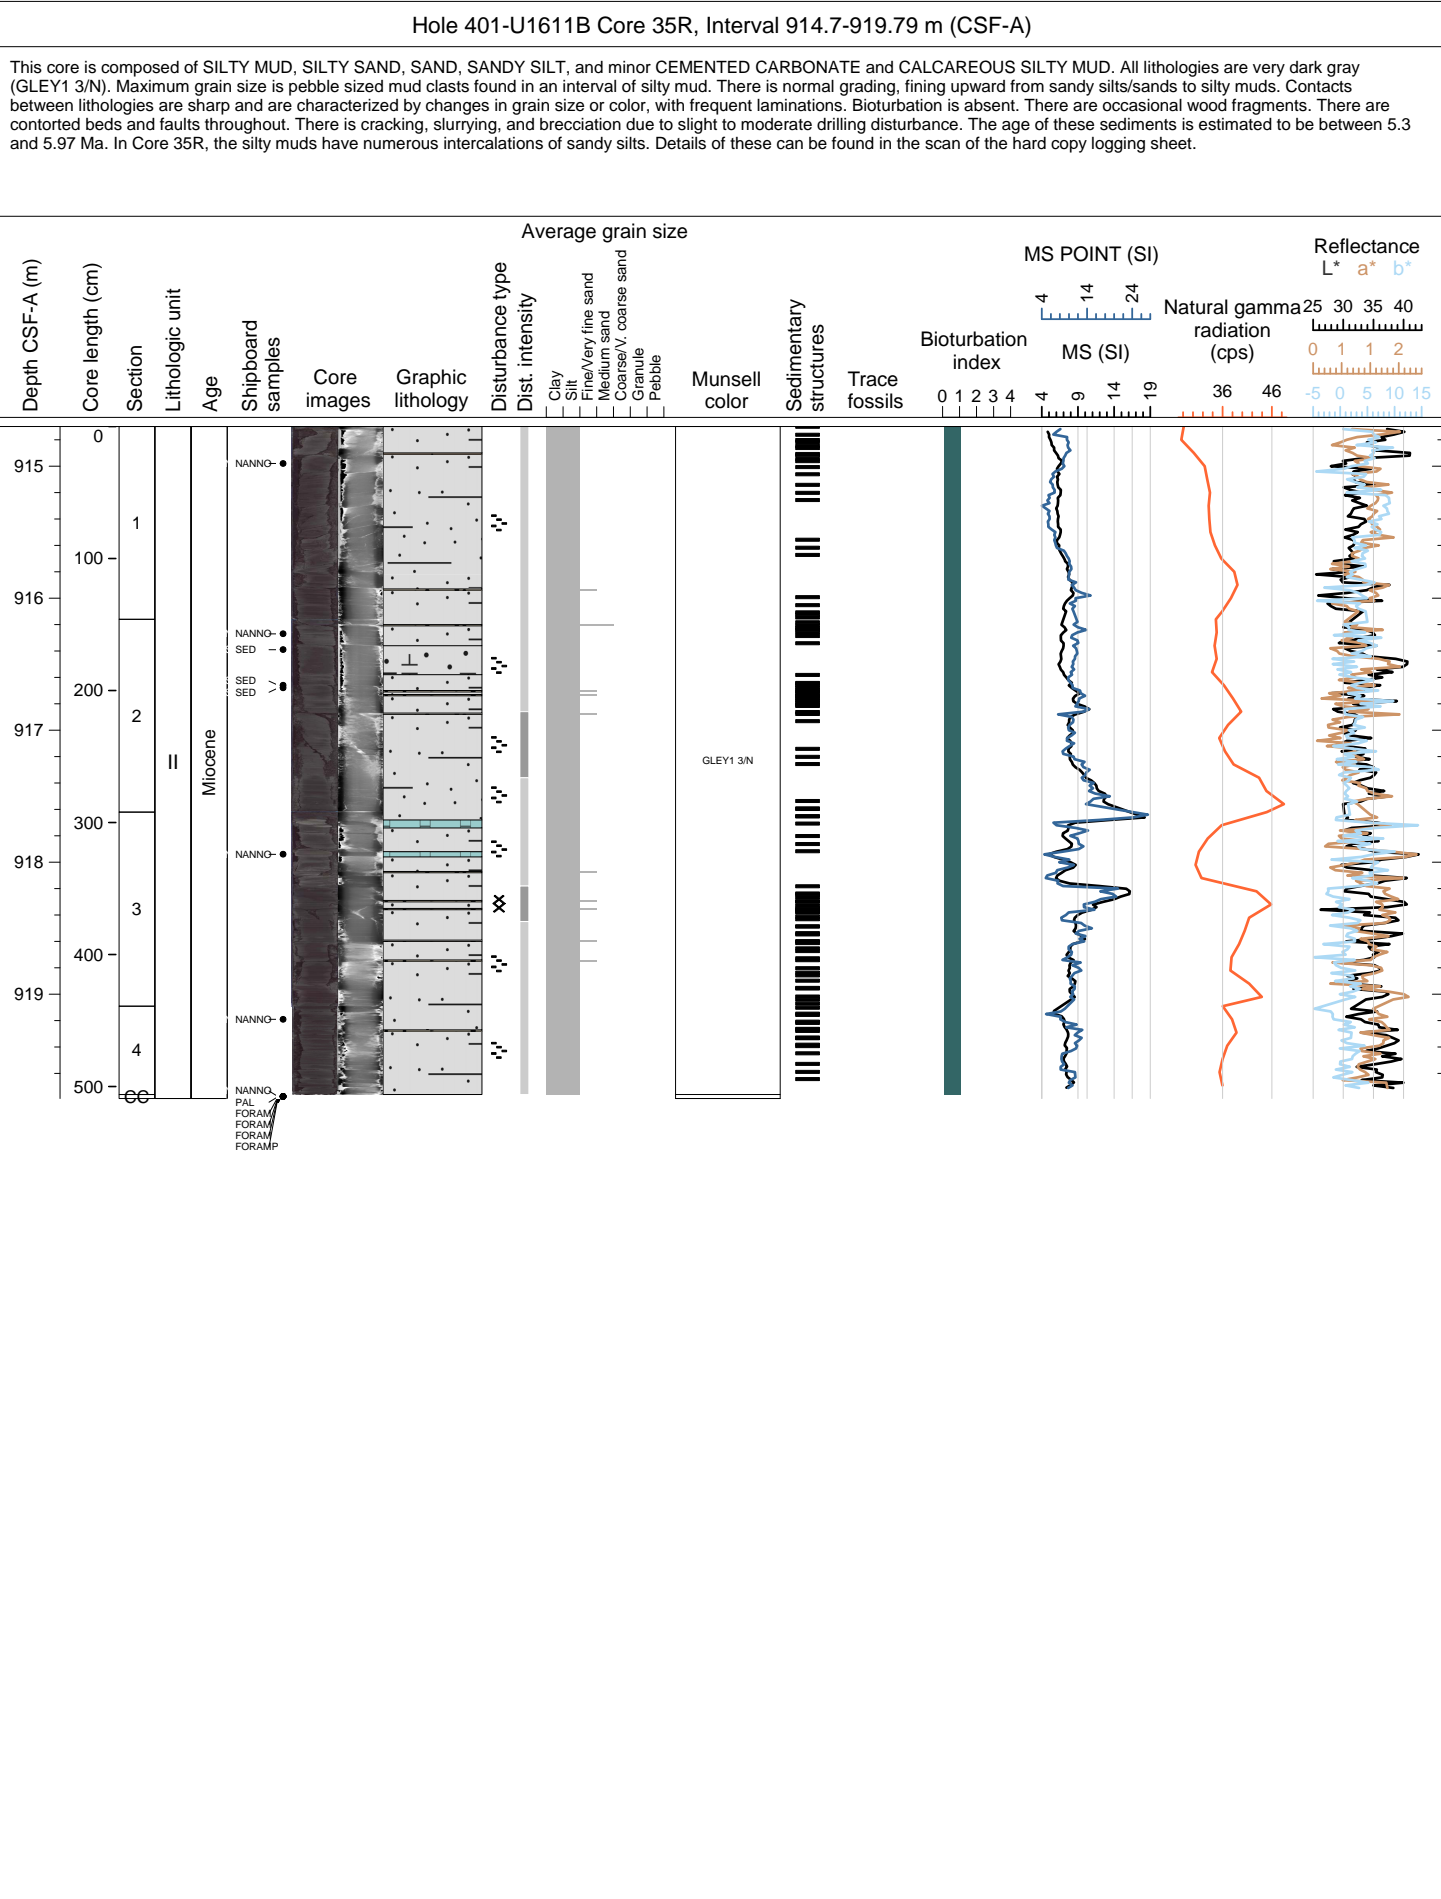 Hole 401-U1611B Core 35R, Interval 914.7-919.79 m (CSF-A)
This core is composed of SILTY MUD, SILTY SAND, SAND, SANDY SILT, and minor CEMENTED CARBONATE and CALCAREOUS SILTY MUD. All lithologies are very dark gray
(GLEY1 3/N). Maximum grain size is pebble sized mud clasts found in an interval of silty mud. There is normal grading, fining upward from sandy silts/sands to silty muds. Contacts
between lithologies are sharp and are characterized by changes in grain size or color, with frequent laminations. Bioturbation is absent. There are occasional wood fragments. There are
contorted beds and faults throughout. There is cracking, slurrying, and brecciation due to slight to moderate drilling disturbance. The age of these sediments is estimated to be between 5.3
and 5.97 Ma. In Core 35R, the silty muds have numerous intercalations of sandy silts. Details of these can be found in the scan of the hard copy logging sheet.
Depth CSF-A (m)
Core length (cm)
Section
Lithologic unit
Age
Shipboard
samples
Core
images
Graphic
lithology
Disturbance type
Dist. intensity
Average grain size
Clay
Silt
Fine/Very fine sand
Medium sand
Coarse/V. coarse sand
Granule
Pebble
Munsell
color
Sedimentary
structures
Trace
fossils
Bioturbation
index
0 1 2 3 4
MS POINT (SI)
4 14 24
MS (SI)
4 9 14 19
Natural gamma
radiation
(cps)
36 46
Reflectance
L* a* b*
25 30 35 40
0 1 1 2
-5 0 5 10 15
915
916
917
918
919
0
100
200
300
400
500
1
2
3
4
CC
II
Miocene
NANNO
NANNO
SED
SED
SED
NANNO
NANNO
NANNO
PAL
FORAM
FORAM
FORAM
FORAMP
GLEY1 3/N